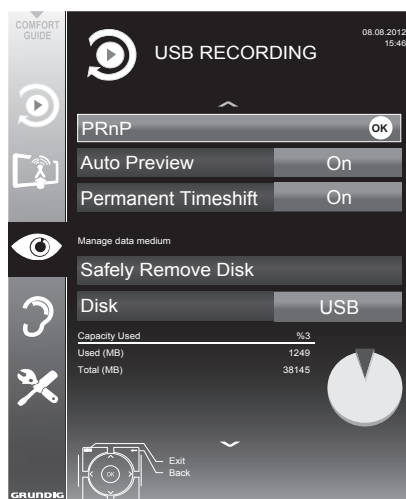 COMFORT
GUIDE
USB RECORDING
08.08.2012
15:46
PRnP
OK
Auto Preview On
Permanent Timeshift On
Manage data medium
Safely Remove Disk
Disk USB
Capacity Used %3
Used (MB) 1249
Total (MB) 38145
Exit
OK Back
GRUNDIG